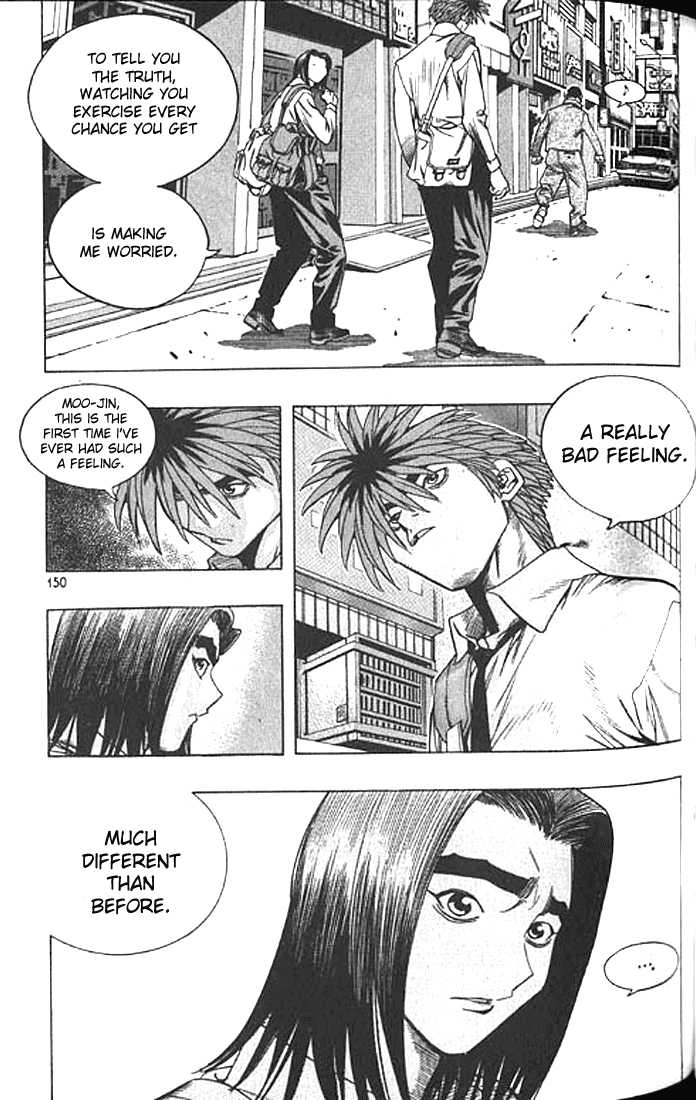 TO TELL YOU
THE TRUTH,
WATCHING YOU
EXERCISE EVERY
CHANCE YOU GET
IS MAKING
ME WORRIED.
MOO-JIN,
THIS IS THE
FIRST TIME I'VE
EVER HAD SUCH
A FEELING.
A REALLY
BAD FEELING.
150
MUCH
DIFFERENT
THAN
BEFORE.
...